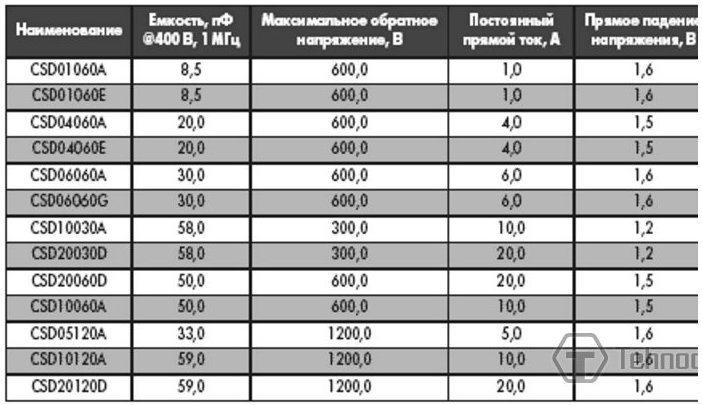 Наименование Емкость, пФ @400 В, 1 МГц Максимальное обратное напряжение, В Постоянный прямой ток, А Прямое падени напряжения, В
CSD01060A 8,5 600,0 1,0 1,6
CSD01060E 8,5 600,0 1,0 1,6
CSD04060A 20,0 600,0 4,0 1,5
CSD04060E 20,0 600,0 4,0 1,5
CSD06060A 30,0 600,0 6,0 1,6
CSD06060G 30,0 600,0 6,0 1,6
CSD10030A 58,0 300,0 10,0 1,2
CSD20030D 58,0 300,0 20,0 1,2
CSD20060D 50,0 600,0 20,0 1,5
CSD10060A 50,0 600,0 10,0 1,5
CSD05120A 33,0 1200,0 5,0 1,6
CSD10120A 59,0 1200,0 10,0 1,6
CSD20120D 59,0 1200,0 20,0 1,6